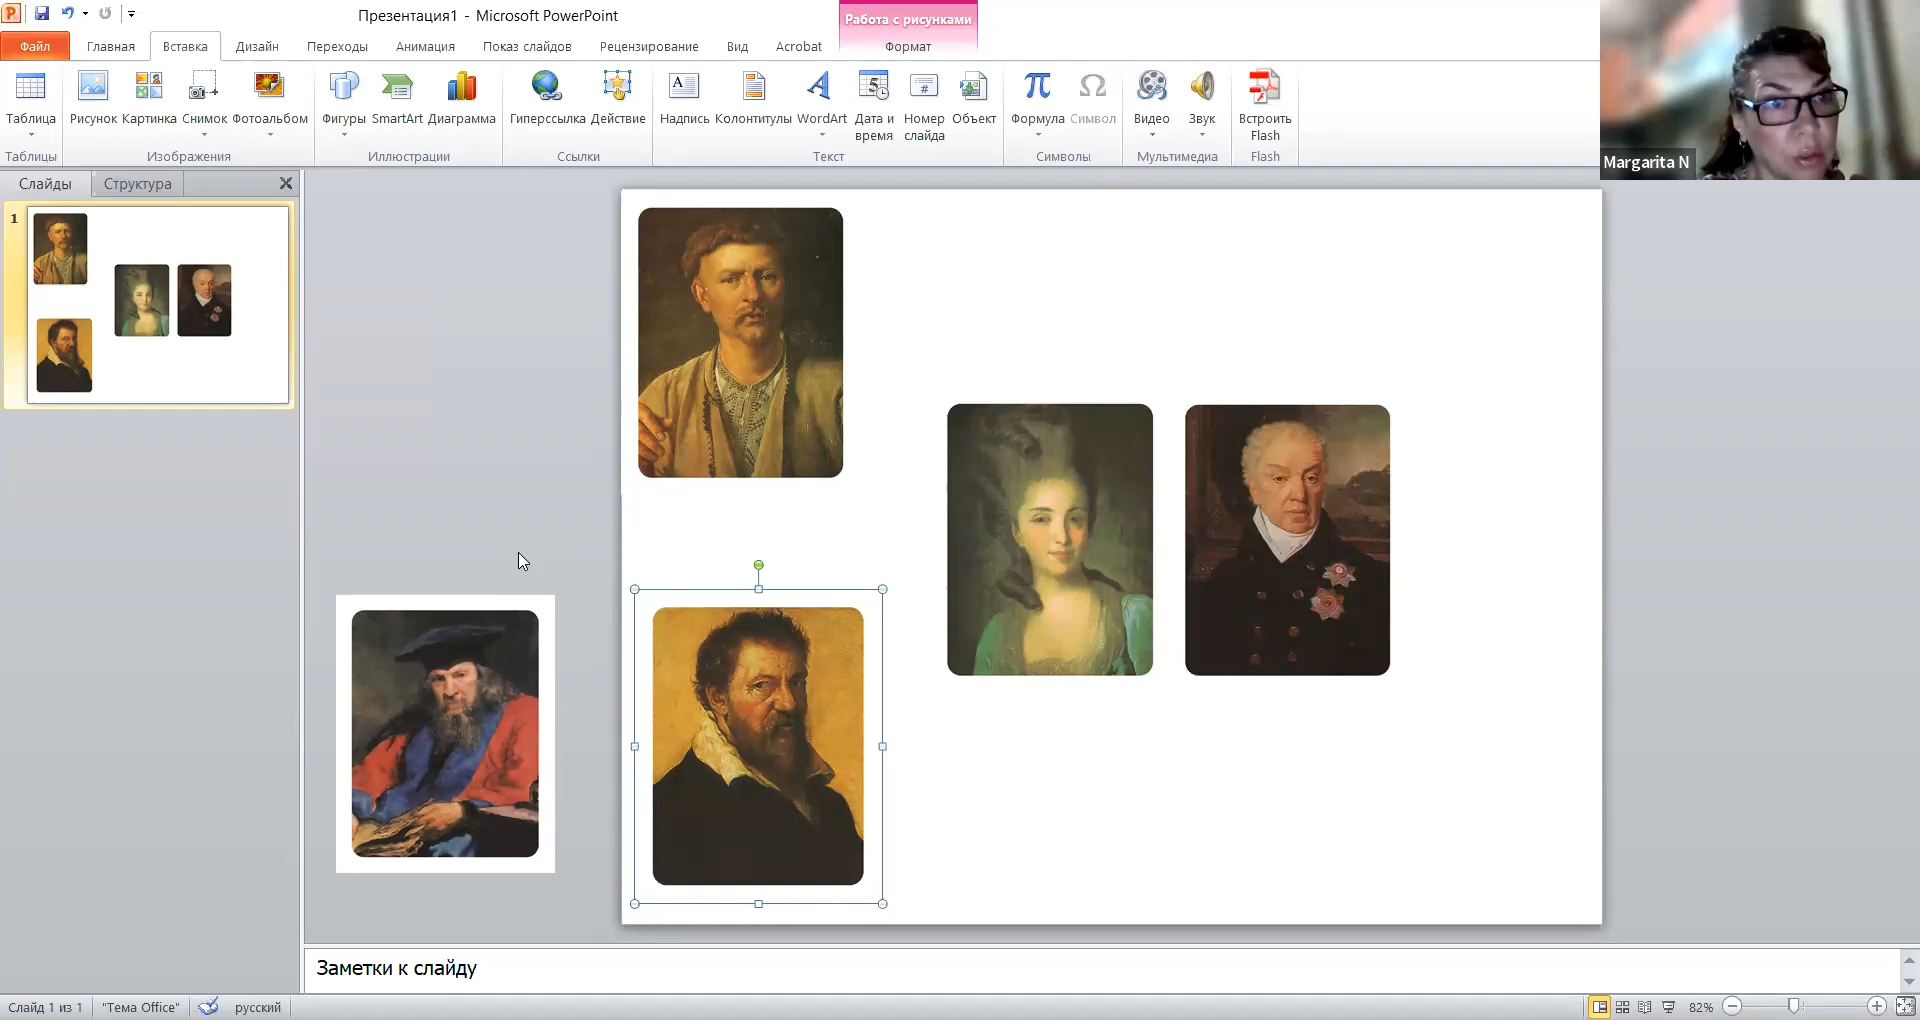 Презентация1 - Microsoft PowerPoint
Работа с рисунками
Файл Главная Вставка Дизайн Переходы Анимация Показ слайдов Рецензирование Вид Acrobat Формат
Таблица Рисунок Картинка Снимок Фотоальбом Фигуры SmartArt Диаграмма Гиперссылка Действие Надпись Колонтитулы WordArt Дата и время Номер слайда Объект Формула Символ Видео Звук Встроить Flash
Таблицы Изображения Иллюстрации Ссылки Текст Символы Мультимедиа Flash
Margarita N
Слайды Структура
1
Заметки к слайду
Слайд 1 из 1 "Тема Office" русский 82%